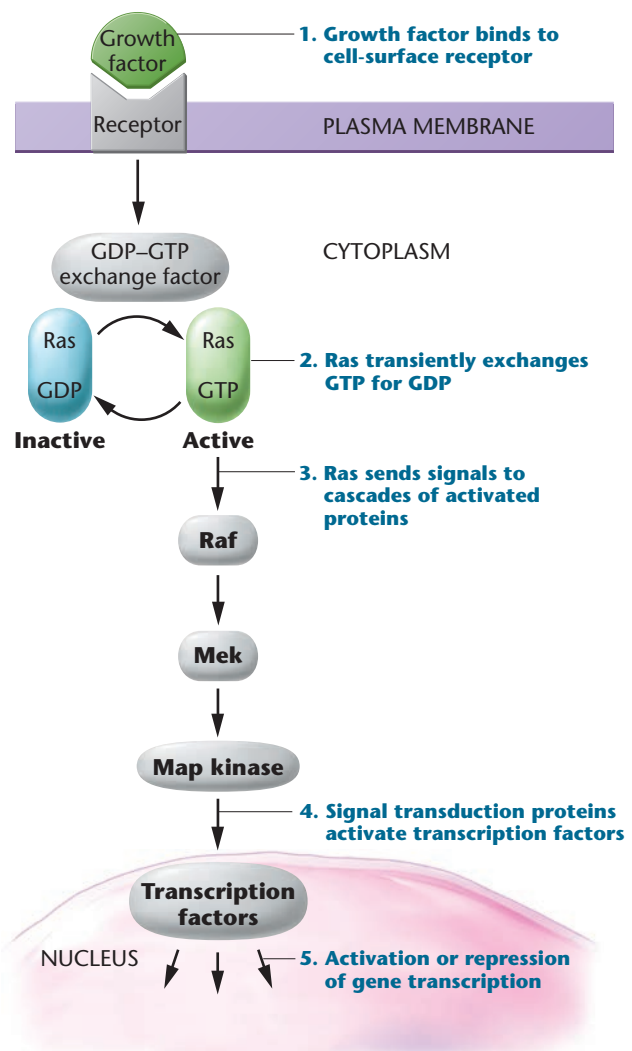 Growth
factor
1. Growth factor binds to
cell-surface receptor
Receptor
PLASMA MEMBRANE
GDP–GTP
exchange factor
CYTOPLASM
Ras
GDP
Ras
GTP
2. Ras transiently exchanges
GTP for GDP
Inactive
Active
3. Ras sends signals to
cascades of activated
proteins
Raf
Mek
Map kinase
4. Signal transduction proteins
activate transcription factors
Transcription
factors
NUCLEUS
5. Activation or repression
of gene transcription